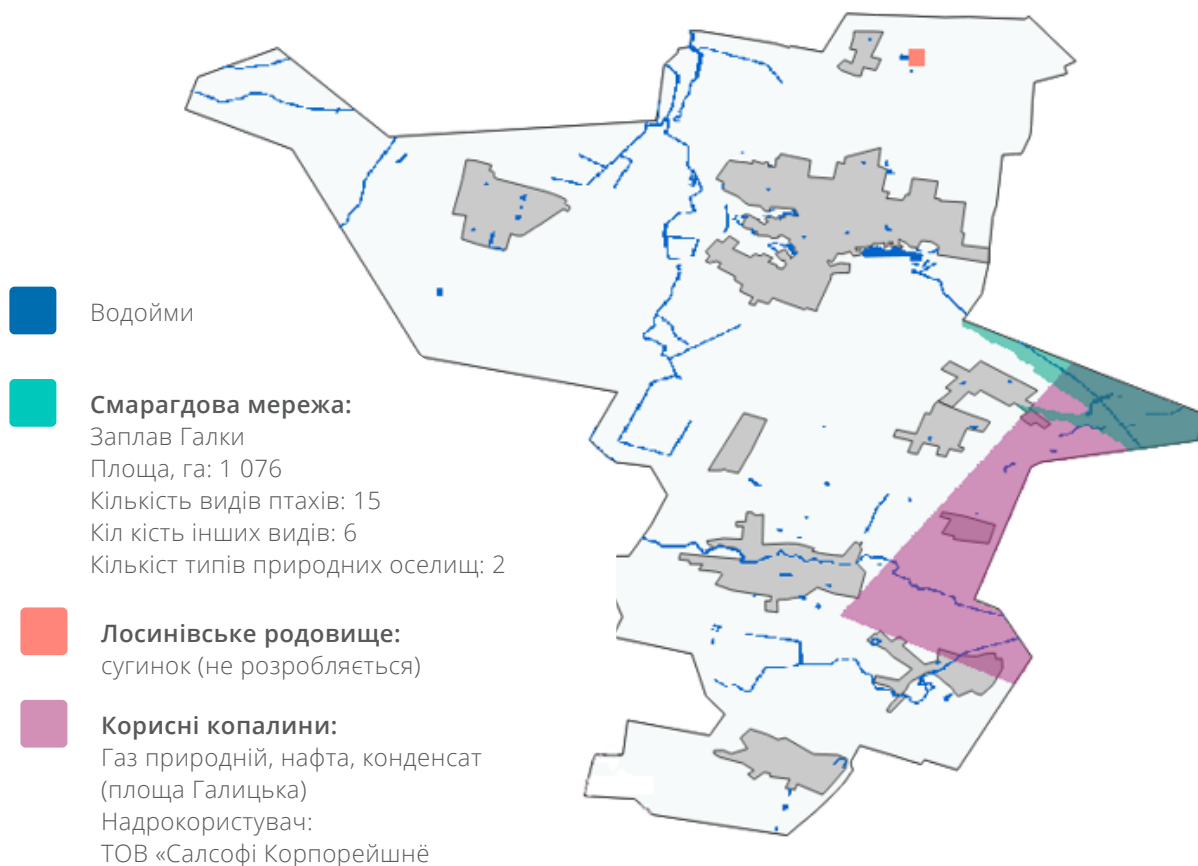 Водойми
Смарагдова мережа:
Заплав Галки
Площа, га: 1 076
Кількість видів птахів: 15
Кіл кість інших видів: 6
Кількіст типів природних оселищ: 2
Лосинівське родовище:
сугинок (не розробляється)
Корисні копалини:
Газ природній, нафта, конденсат
(площа Галицька)
Надрокористувач:
ТОВ «Салсофі Корпорейшнё